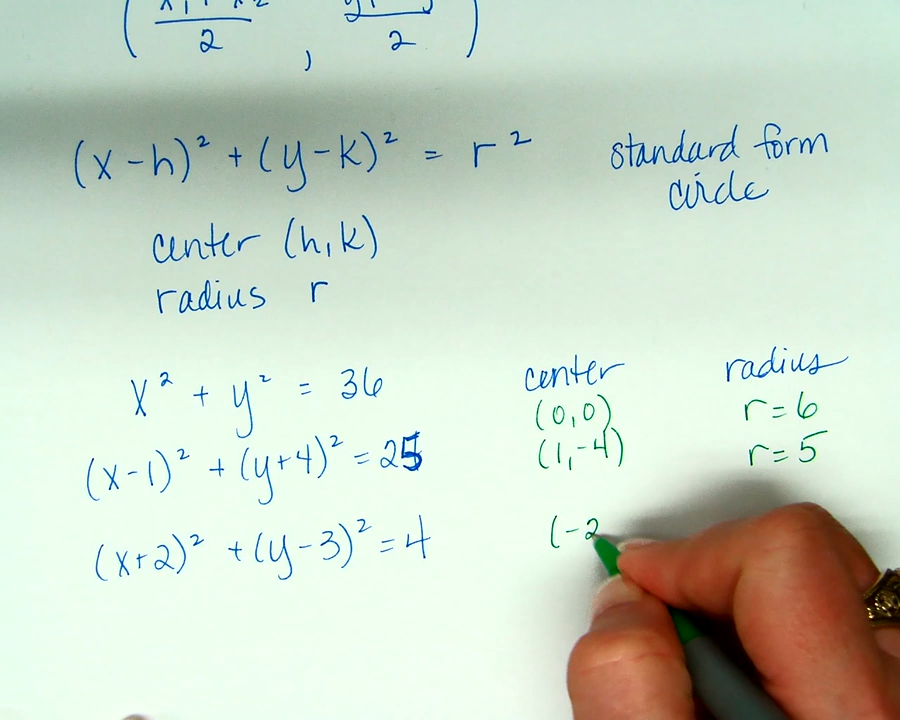 2 , 2
(x-h)² + (y-k)² = r² standard form
circle
center (h,k)
radius r
center radius
x² + y² = 36 (0,0) r=6
(x-1)² + (y+4)² = 25 (1,-4) r=5
(x+2)² + (y-3)² = 4 (-2